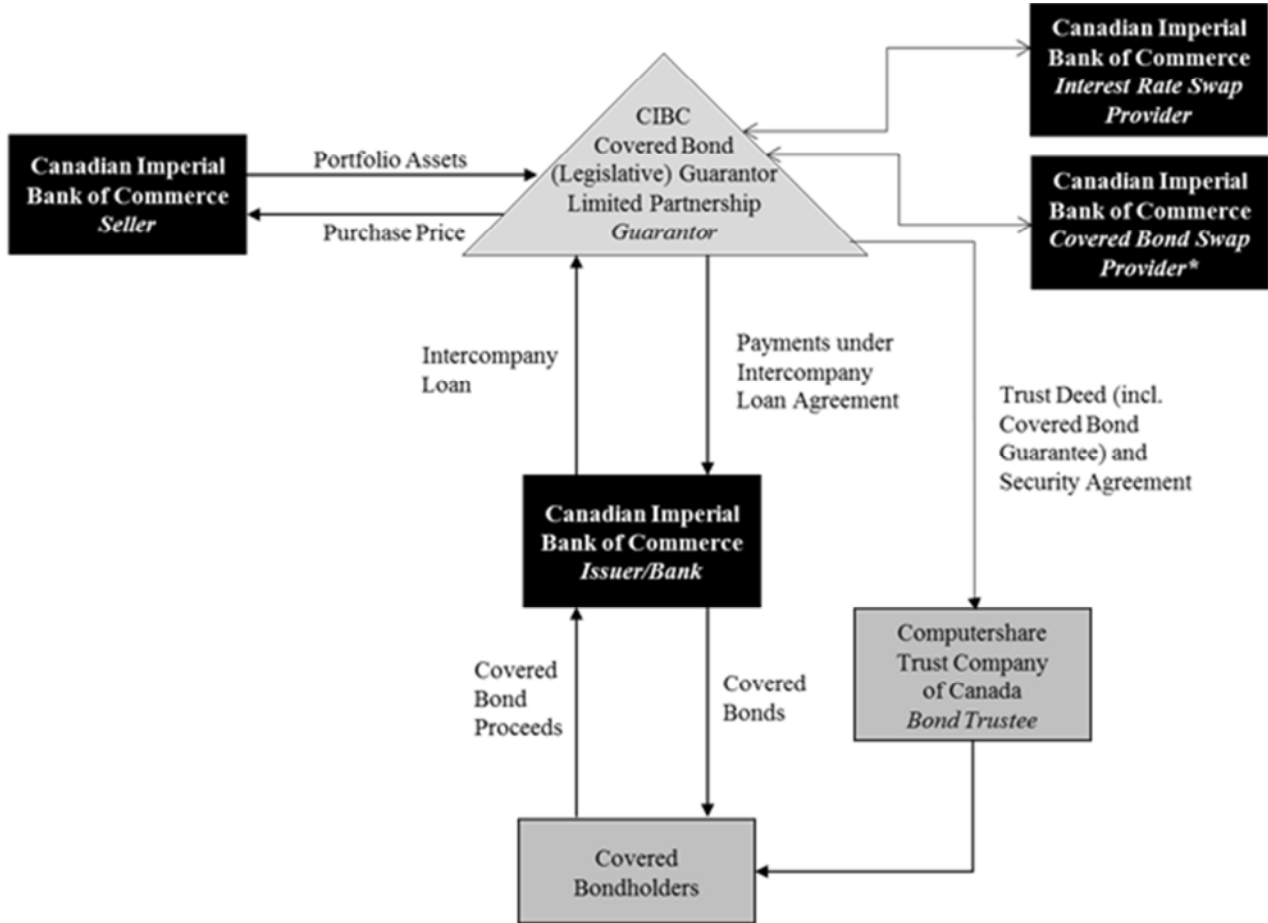 Canadian Imperial
Bank of Commerce
Interest Rate Swap
Provider
CIBC
Covered Bond
(Legislative) Guarantor
Limited Partnership
Guarantor
Canadian Imperial
Bank of Commerce
Seller
Portfolio Assets
Purchase Price
Canadian Imperial
Bank of Commerce
Covered Bond Swap
Provider*
Intercompany
Loan
Payments under
Intercompany
Loan Agreement
Trust Deed (incl.
Covered Bond
Guarantee) and
Security Agreement
Canadian Imperial
Bank of Commerce
Issuer/Bank
Covered
Bond
Proceeds
Covered
Bonds
Computershare
Trust Company
of Canada
Bond Trustee
Covered
Bondholders